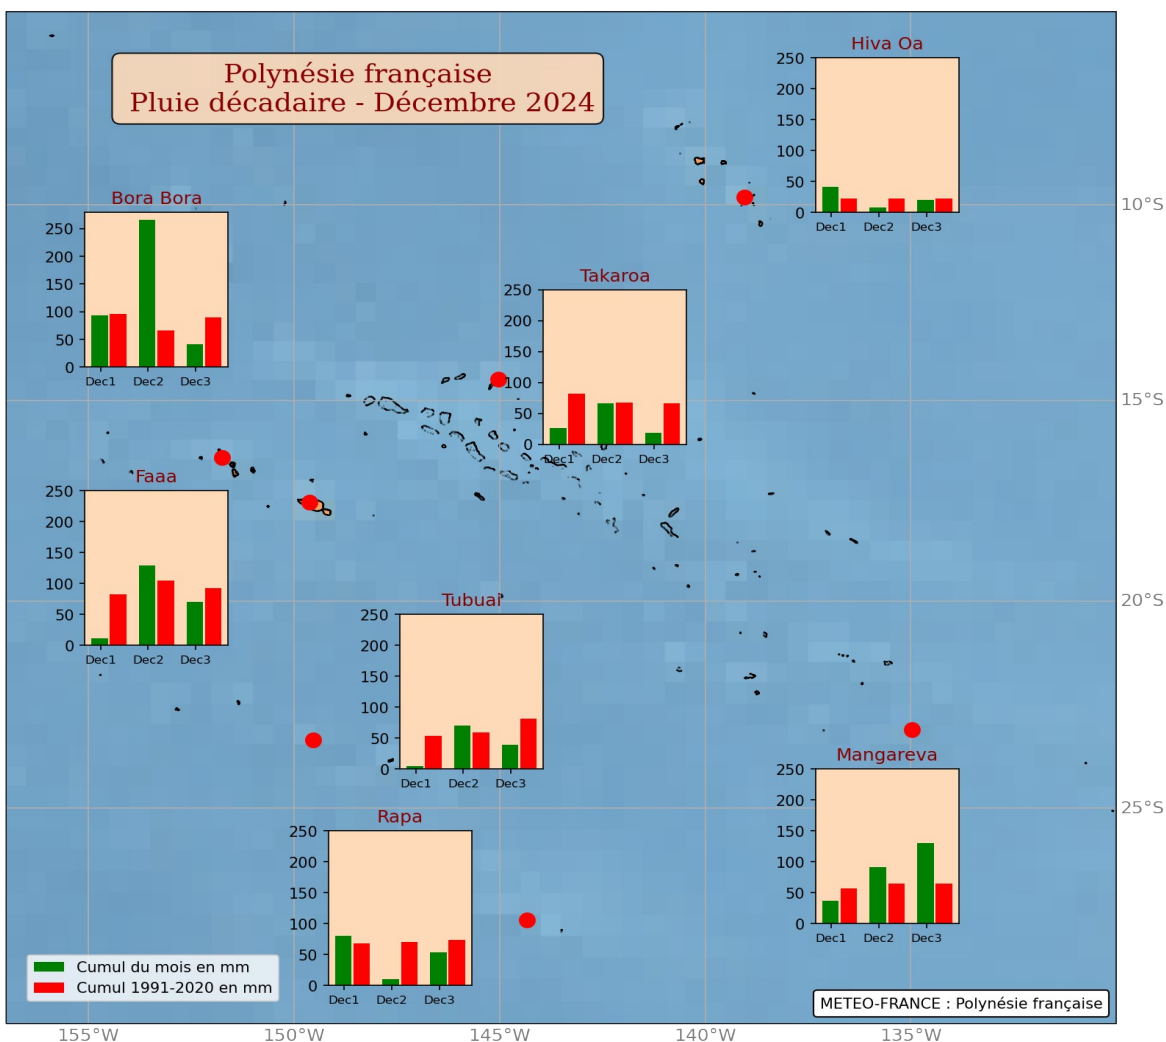 Polynésie française
Pluie décadaire - Décembre 2024
Hiva Oa
250
200
150
100
50
0
Dec1 Dec2 Dec3
10°S
Bora Bora
250
200
150
100
50
0
Dec1 Dec2 Dec3
Takaroa
250
200
150
100
50
0
Dec1 Dec2 Dec3
15°S
Faaa
250
200
150
100
50
0
Dec1 Dec2 Dec3
20°S
Tubuai
250
200
150
100
50
0
Dec1 Dec2 Dec3
Mangareva
250
200
150
100
50
0
Dec1 Dec2 Dec3
25°S
Rapa
250
200
150
100
50
0
Dec1 Dec2 Dec3
Cumul du mois en mm
Cumul 1991-2020 en mm
METEO-FRANCE : Polynésie française
155°W 150°W 145°W 140°W 135°W